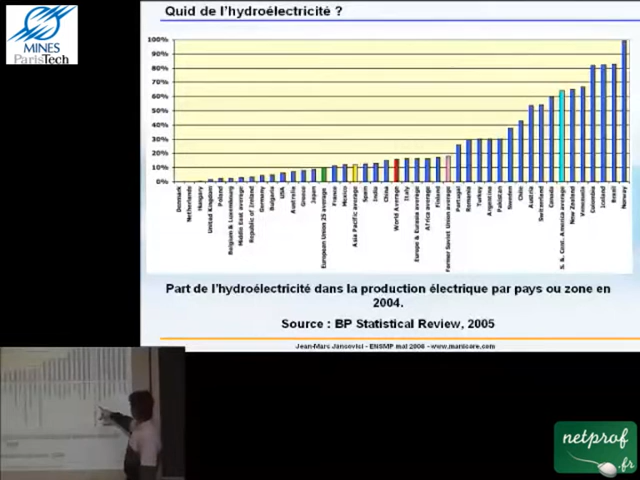 MINES
ParisTech
Quid de l'hydroélectricité ?
100%
90%
80%
70%
60%
50%
40%
30%
20%
10%
0%
Denmark
Netherlands
Hungary
United Kingdom
Poland
Belgium & Luxembourg
Middle East average
Republic of Ireland
Germany
Bulgaria
USA
Australia
Greece
Japan
European Union 25 average
France
Mexico
Asia Pacific average
Spain
India
China
World Average
Italy
Europe & Eurasia average
Africa average
Finland
Former Soviet Union average
Portugal
Romania
Turkey
Argentina
Pakistan
Sweden
Chile
Austria
Switzerland
Canada
S. & Cent. America average
New Zealand
Venezuela
Colombia
Iceland
Brazil
Norway
Part de l'hydroélectricité dans la production électrique par pays ou zone en
2004.
Source : BP Statistical Review, 2005
Jean-Marc Jancovici - ENSMP mai 2006 - www.manicore.com
netprof
.fr